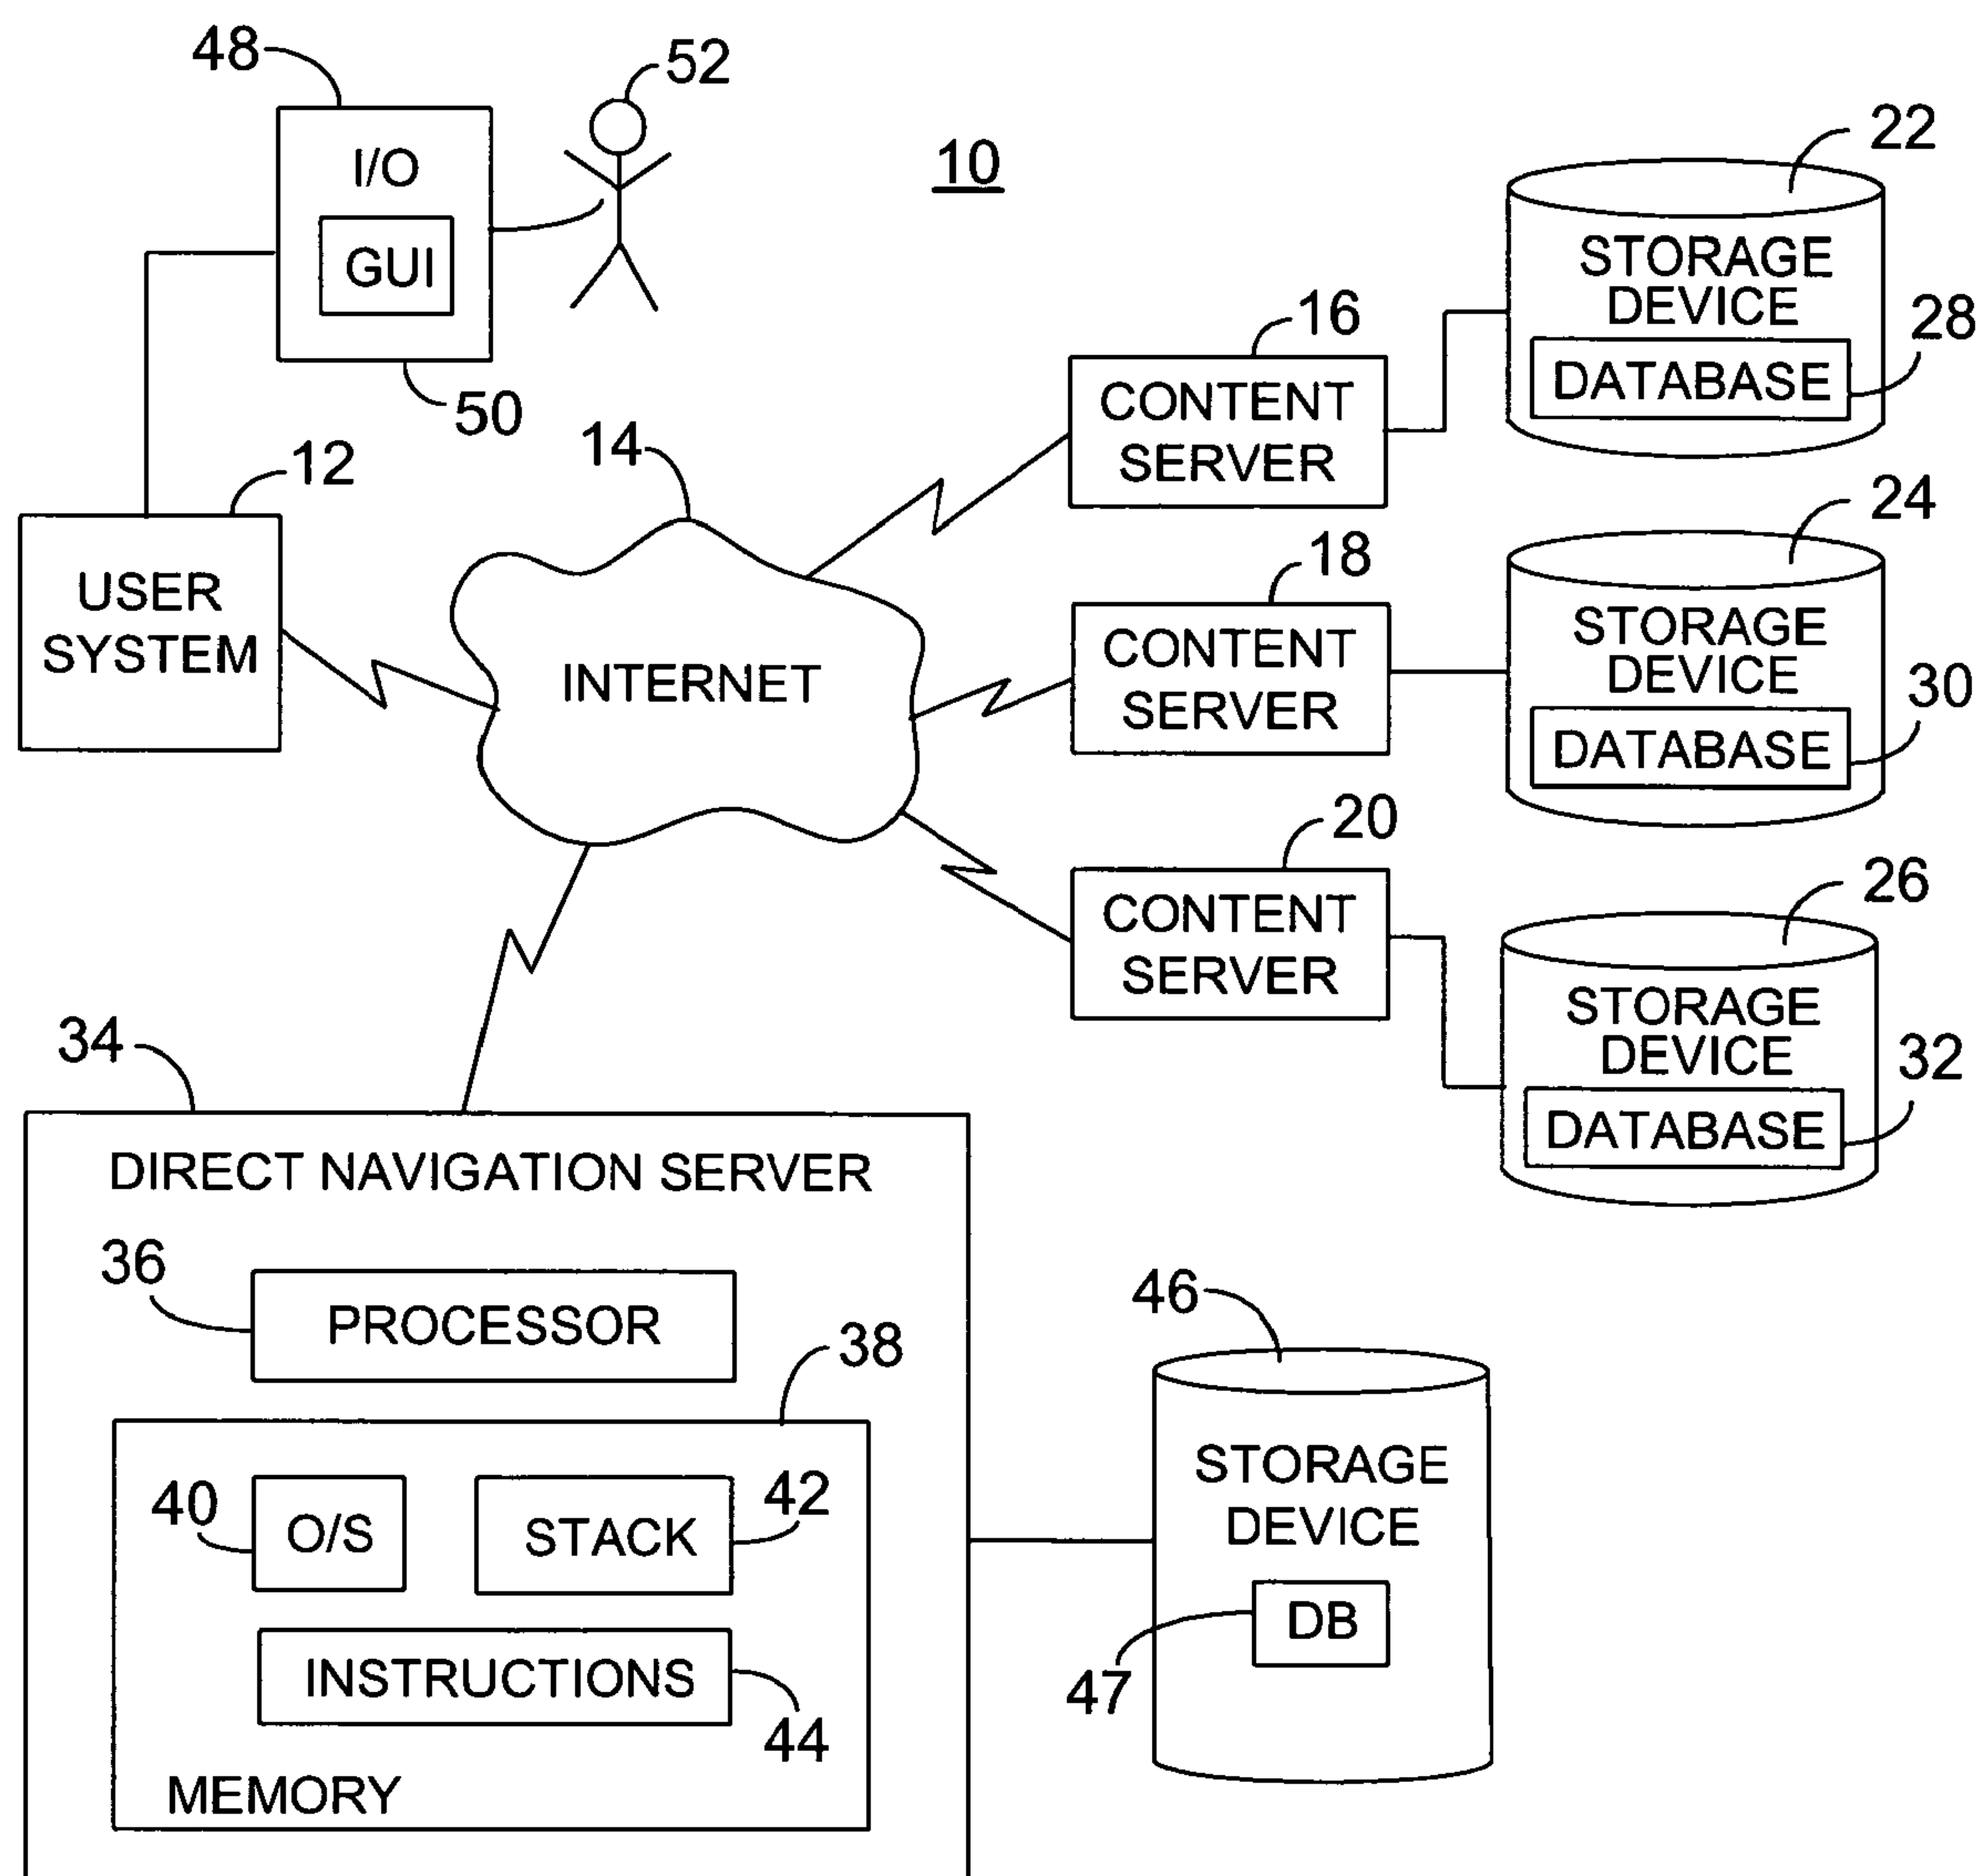 48
52
I/O
GUI
50
10
22
STORAGE
DEVICE
28
DATABASE
16
CONTENT
SERVER
12
USER
SYSTEM
14
INTERNET
18
CONTENT
SERVER
24
STORAGE
DEVICE
30
DATABASE
20
CONTENT
SERVER
26
STORAGE
DEVICE
32
DATABASE
34
DIRECT NAVIGATION SERVER
36
PROCESSOR
38
40
O/S
STACK
42
INSTRUCTIONS
44
MEMORY
46
STORAGE
DEVICE
DB
47